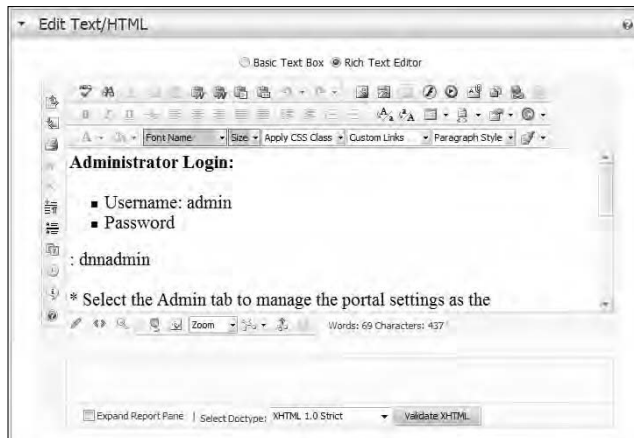 Edit Text/HTML
Basic Text Box Rich Text Editor
Font Name Size Apply CSS Class Custom Links Paragraph Style
Administrator Login:
Username: admin
Password
: dnnadmin
* Select the Admin tab to manage the portal settings as the
Zoom Words: 69 Characters: 437
Expand Report Pane | Select Doctype: XHTML 1.0 Strict Validate XHTML